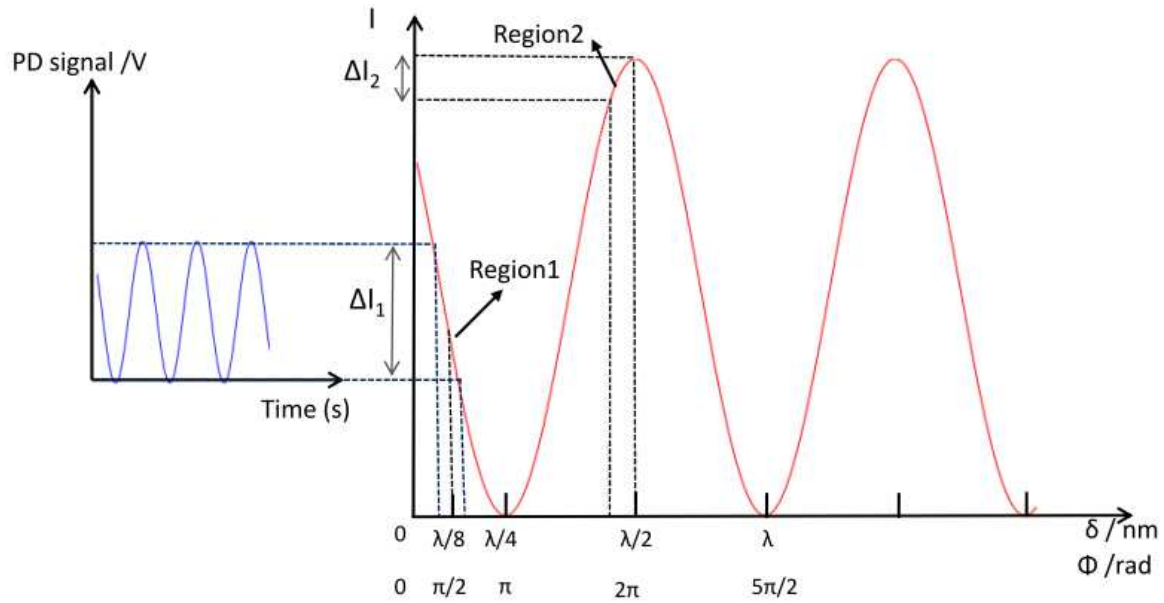 I
Region2
PD signal /V
ΔI₂
Region1
ΔI₁
Time (s)
0 λ/8 λ/4 λ/2 λ δ / nm
Φ /rad
0 π/2 π 2π 5π/2